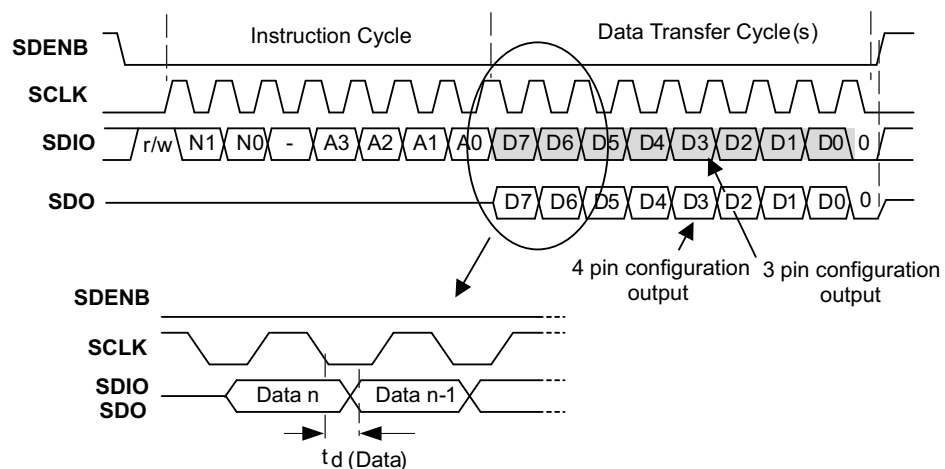 Instruction Cycle Data Transfer Cycle(s)
SDENB
SCLK
SDIO r/w N1 N0 - A3 A2 A1 A0 D7 D6 D5 D4 D3 D2 D1 D0 0
SDO D7 D6 D5 D4 D3 D2 D1 D0 0
4 pin configuration output
3 pin configuration output
SDENB
SCLK
SDIO
SDO
Data n Data n-1
t d (Data)